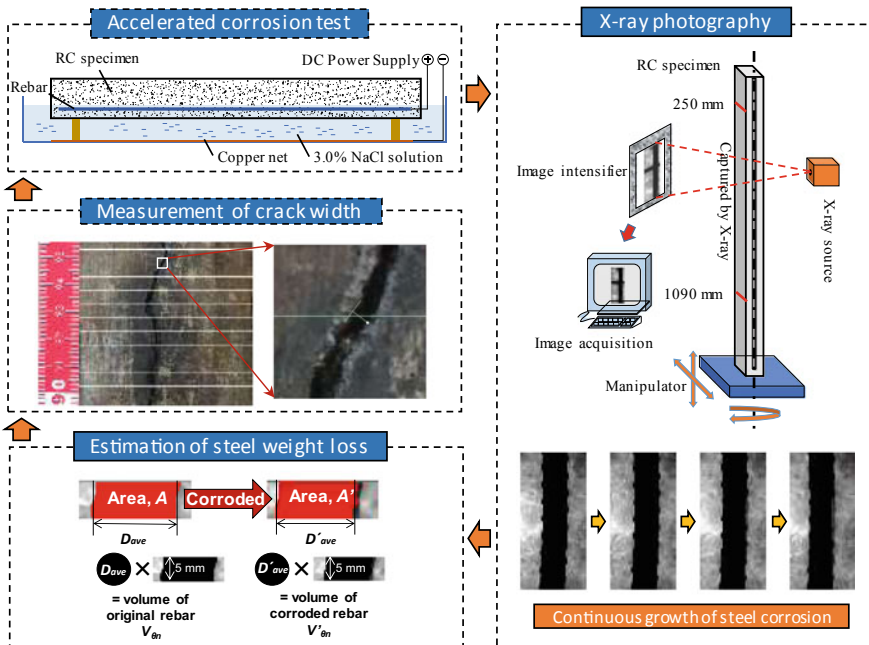 Accelerated corrosion test
RC specimen
DC Power Supply
Rebar
Copper net
3.0% NaCl solution
X-ray photography
RC specimen
250 mm
Image intensifier
Captured by X-ray
X-ray source
1090 mm
Image acquisition
Manipulator
Continuous growth of steel corrosion
Measurement of crack width
90
Estimation of steel weight loss
Area, A
Corroded
Area, A'
Dave
D'ave
Dave × 5 mm
D'ave × 5 mm
= volume of
original rebar
Vθn
= volume of
corroded rebar
V'θn